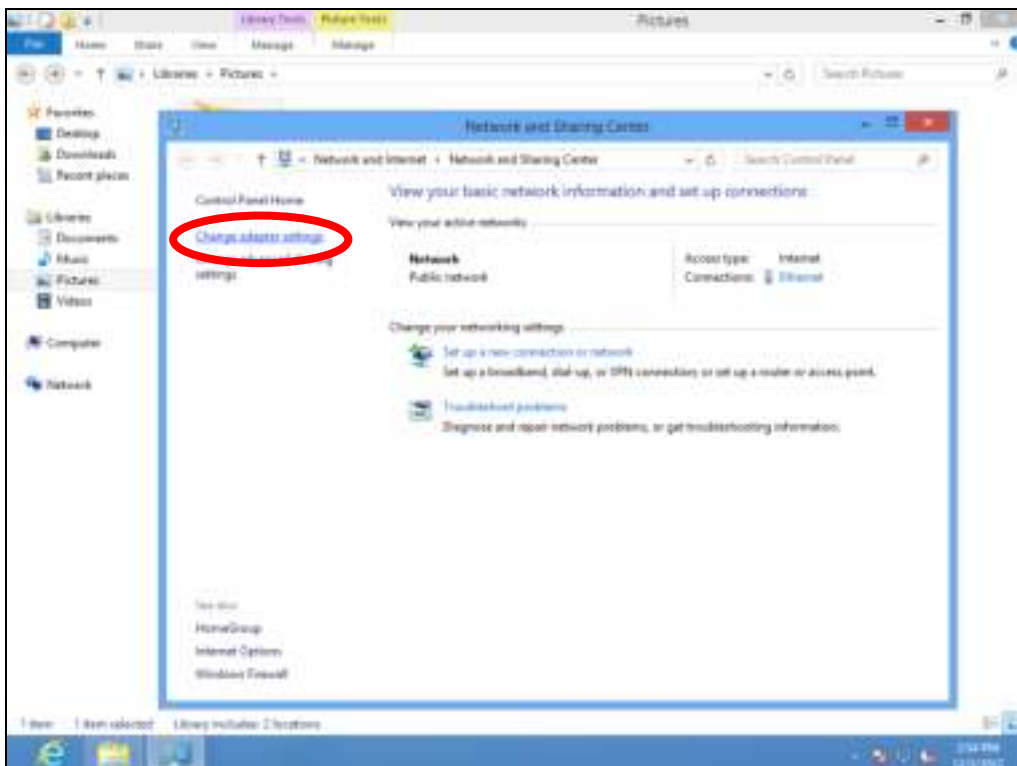 Library Tools Picture Tools Pictures
File Home Share View Manage Manage
Libraries Pictures Search Pictures
Favorites
Desktop
Downloads
Recent places
Libraries
Documents
Music
Pictures
Videos
Computer
Network
Network and Sharing Center
Network and Internet Network and Sharing Center Search Control Panel
Control Panel Home
Change adapter settings
settings
View your basic network information and set up connections
View your active networks
Network
Public network
Access type: Internet
Connections: Ethernet
Change your networking settings
Set up a new connection or network
Set up a broadband, dial-up, or VPN connection; or set up a router or access point.
Troubleshoot problems
Diagnose and repair network problems, or get troubleshooting information.
See also
HomeGroup
Internet Options
Windows Firewall
1 item 1 item selected Library includes: 2 locations